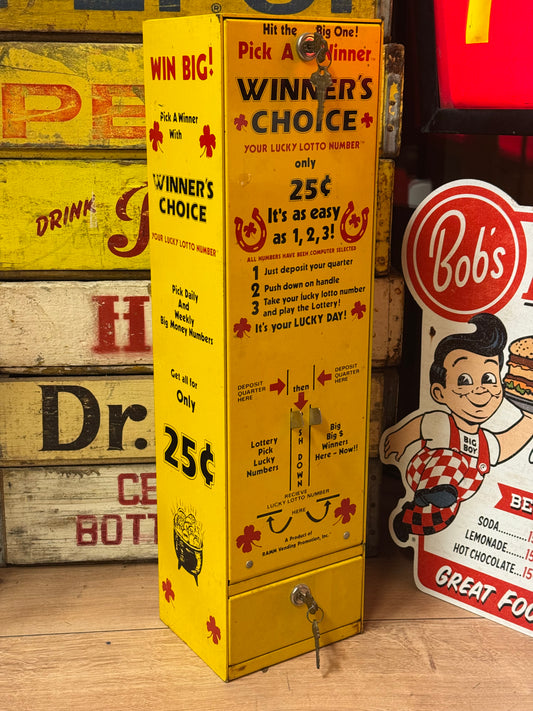 WIN BIG!
Pick A Winner
With
WINNER'S
CHOICE
YOUR LUCKY LOTTO NUMBER
Pick Daily
And
Weekly
Big Money Numbers
Get all for
Only
25¢
Hit the Big One!
Pick A Winner
WINNER'S
CHOICE
YOUR LUCKY LOTTO NUMBER™
only
25¢
It's as easy
as 1, 2, 3!
ALL NUMBERS HAVE BEEN COMPUTER SELECTED
1 Just deposit your quarter
2 Push down on handle
3 Take your lucky lotto number
and play the Lottery!
It's your LUCKY DAY!
DEPOSIT
QUARTER
HERE
then
DEPOSIT
QUARTER
HERE
Lottery
Pick
Lucky
Numbers
SH DOWN
Big
Big $
Winners
Here - Now!!
RECIEVE
LUCKY LOTTO NUMBER
HERE
A Product of
RAMM Vending Promotion, Inc.
DRINK
Dr.
BOTT
Bob's
BIG
BOY
SODA
LEMONADE
HOT CHOCOLATE
GREAT FOO